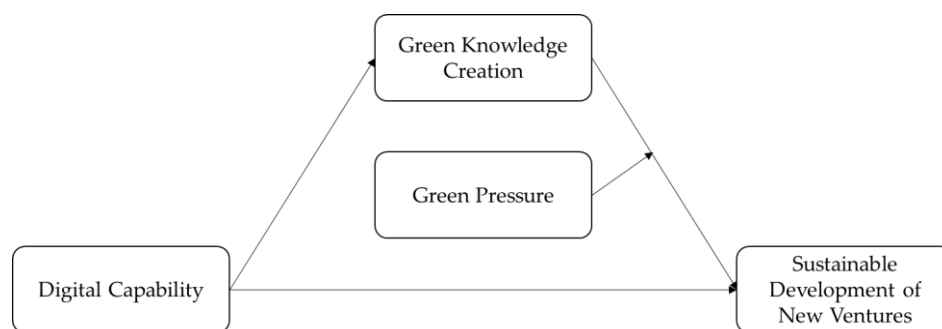 Green Knowledge
Creation
Green Pressure
Digital Capability
Sustainable
Development of
New Ventures